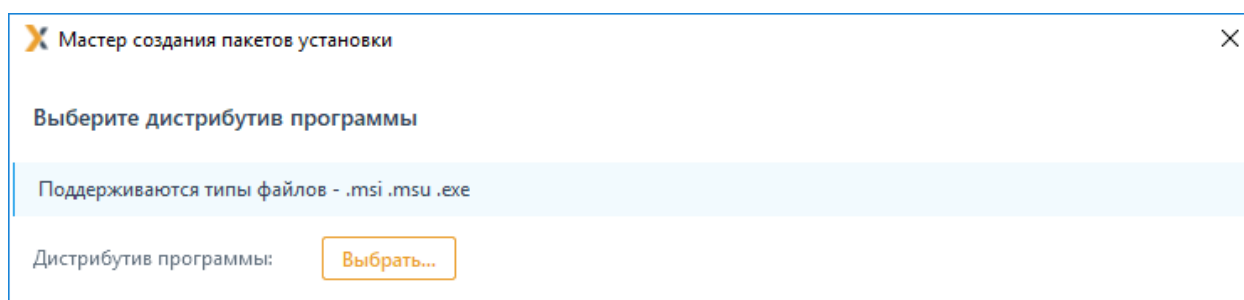 Мастер создания пакетов установки
Выберите дистрибутив программы
Поддерживаются типы файлов - .msi .msu .exe
Дистрибутив программы: Выбрать...